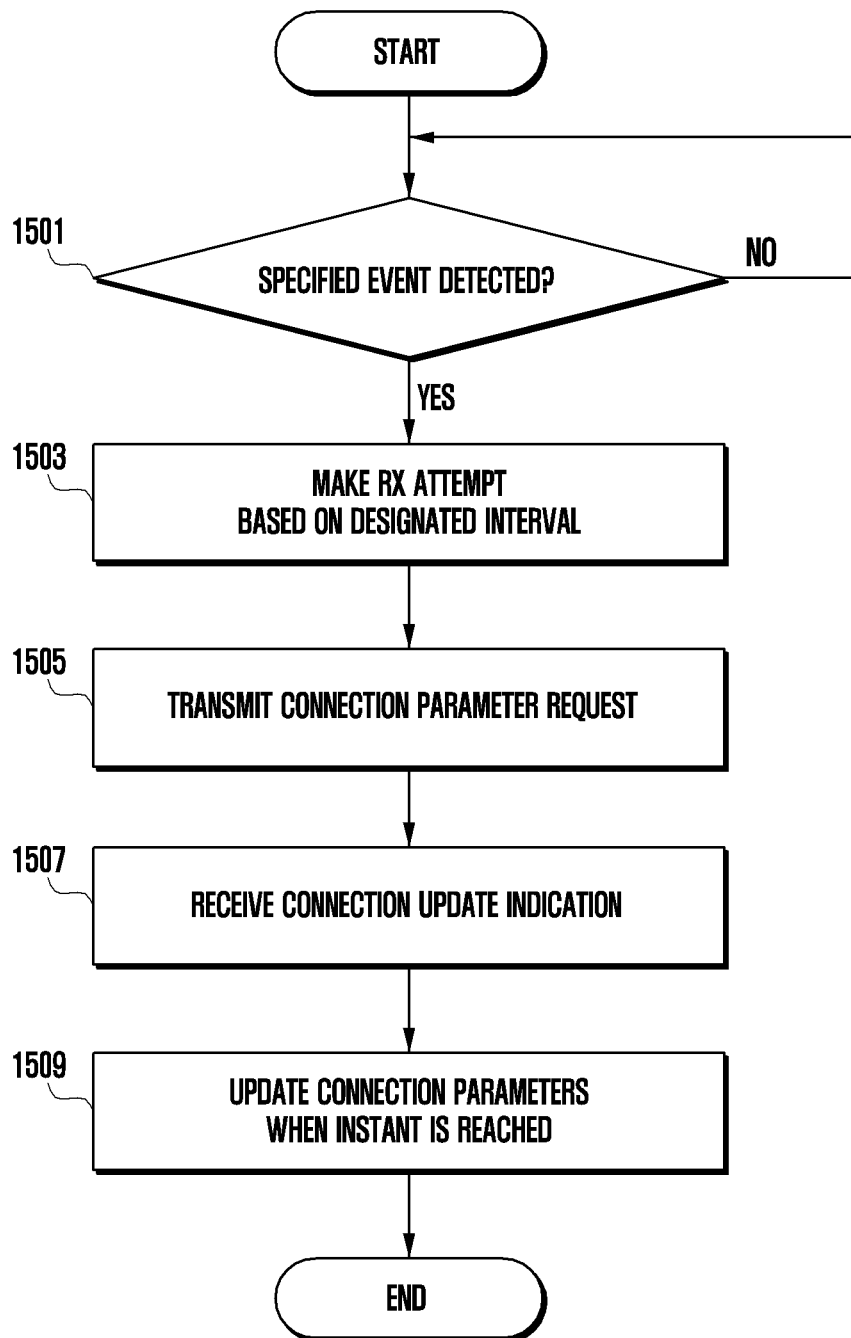 START
1501
SPECIFIED EVENT DETECTED?
NO
YES
1503
MAKE RX ATTEMPT
BASED ON DESIGNATED INTERVAL
1505
TRANSMIT CONNECTION PARAMETER REQUEST
1507
RECEIVE CONNECTION UPDATE INDICATION
1509
UPDATE CONNECTION PARAMETERS
WHEN INSTANT IS REACHED
END